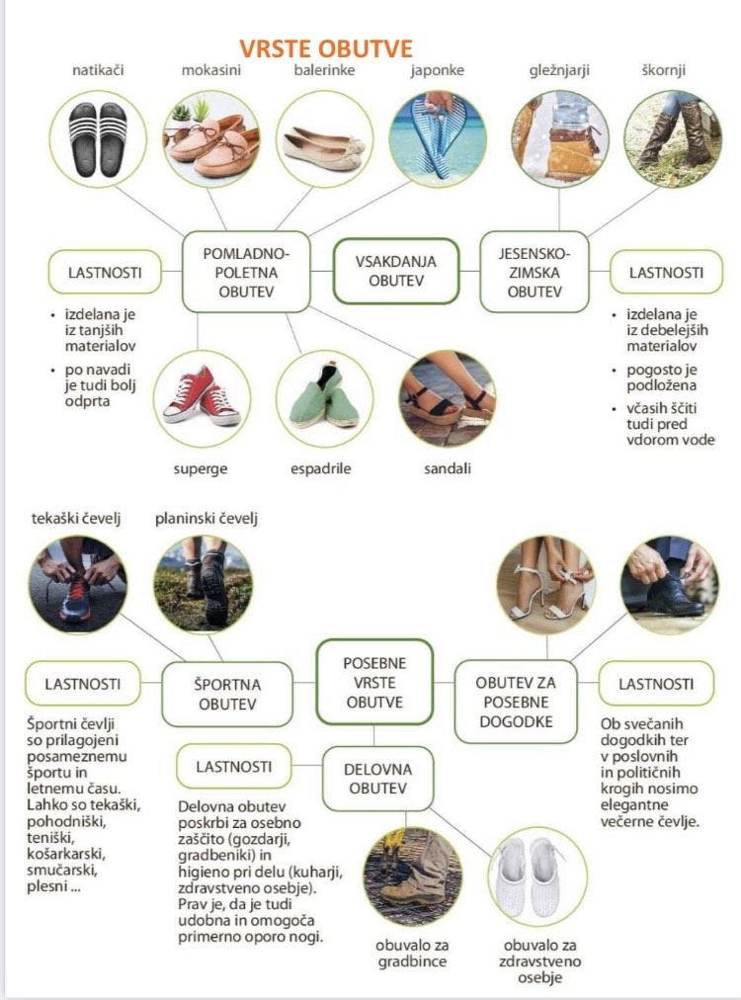 VRSTE OBUTVE
natikači
mokasini
balerinke
japonke
gležnjarji
škornji
LASTNOSTI
• izdelana je
iz tanjših
materialov
• po navadi
je tudi bolj
odprta
POMLADNO-
POLETNA
OBUTEV
VSAKDANJA
OBUTEV
JESENSKO-
ZIMSKA
OBUTEV
LASTNOSTI
• izdelana je
iz debelejših
materialov
• pogosto je
podložena
• včasih ščiti
tudi pred
vdorom vode
superge
espadrile
sandali
tekaški čevelj
planinski čevelj
LASTNOSTI
Športni čevlji
so prilagojeni
posameznemu
športu in
letnemu času.
Lahko so tekaški,
pohodniški,
teniški,
košarkarski,
smučarski,
plesni ...
ŠPORTNA
OBUTEV
POSEBNE
VRSTE
OBUTVE
OBUTEV ZA
POSEBNE
DOGODKE
LASTNOSTI
Ob svečanih
dogodkih ter
v poslovnih
in političnih
krogih nosimo
elegantne
večerne čevlje.
LASTNOSTI
Delovna obutev
poskrbi za osebno
zaščito (gozdarji,
gradbeniki) in
higieno pri delu (kuharji,
zdravstveno osebje).
Prav je, da je tudi
udobna in omogoča
primerno oporo nogi.
DELOVNA
OBUTEV
obuvalo za
gradbince
obuvalo za
zdravstveno
osebje